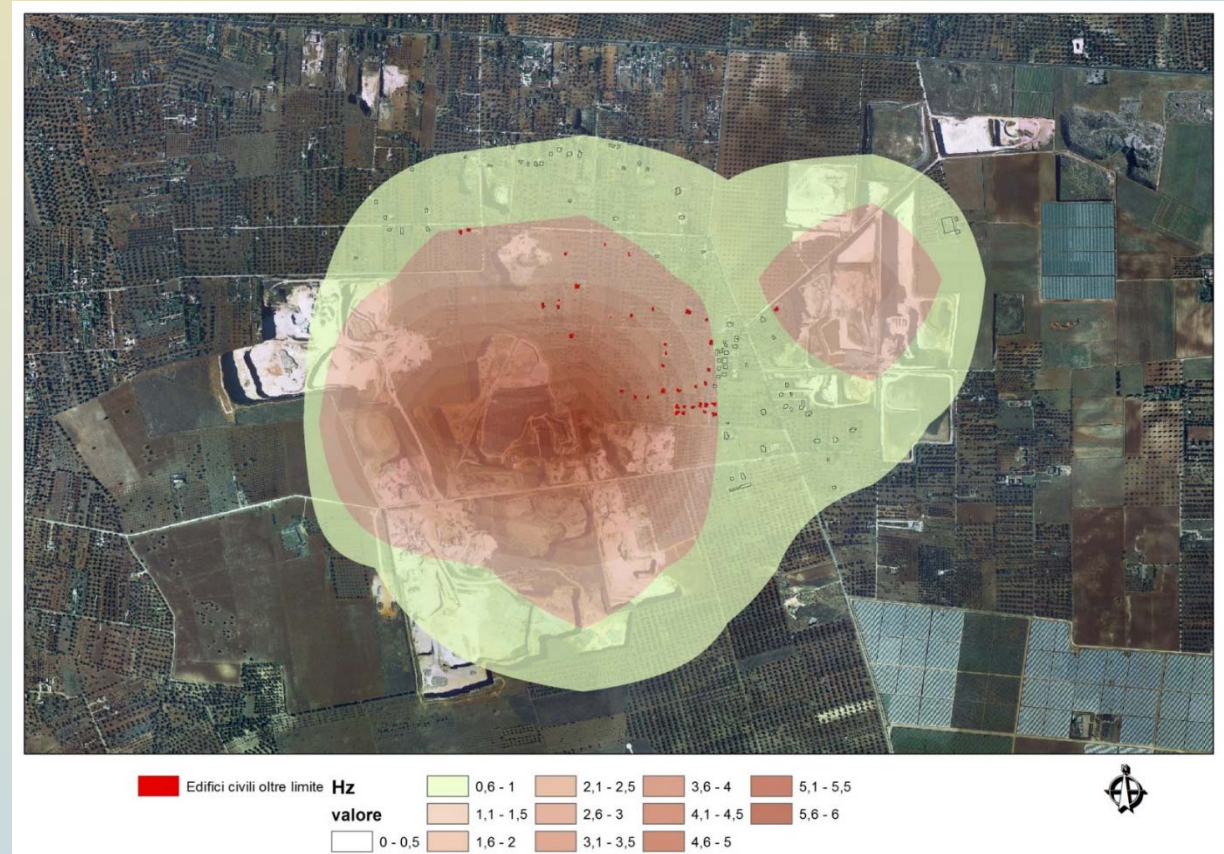 Edifici civili oltre limite
Hz
valore
0 - 0,5
0,6 - 1
1,1 - 1,5
1,6 - 2
2,1 - 2,5
2,6 - 3
3,1 - 3,5
3,6 - 4
4,1 - 4,5
4,6 - 5
5,1 - 5,5
5,6 - 6